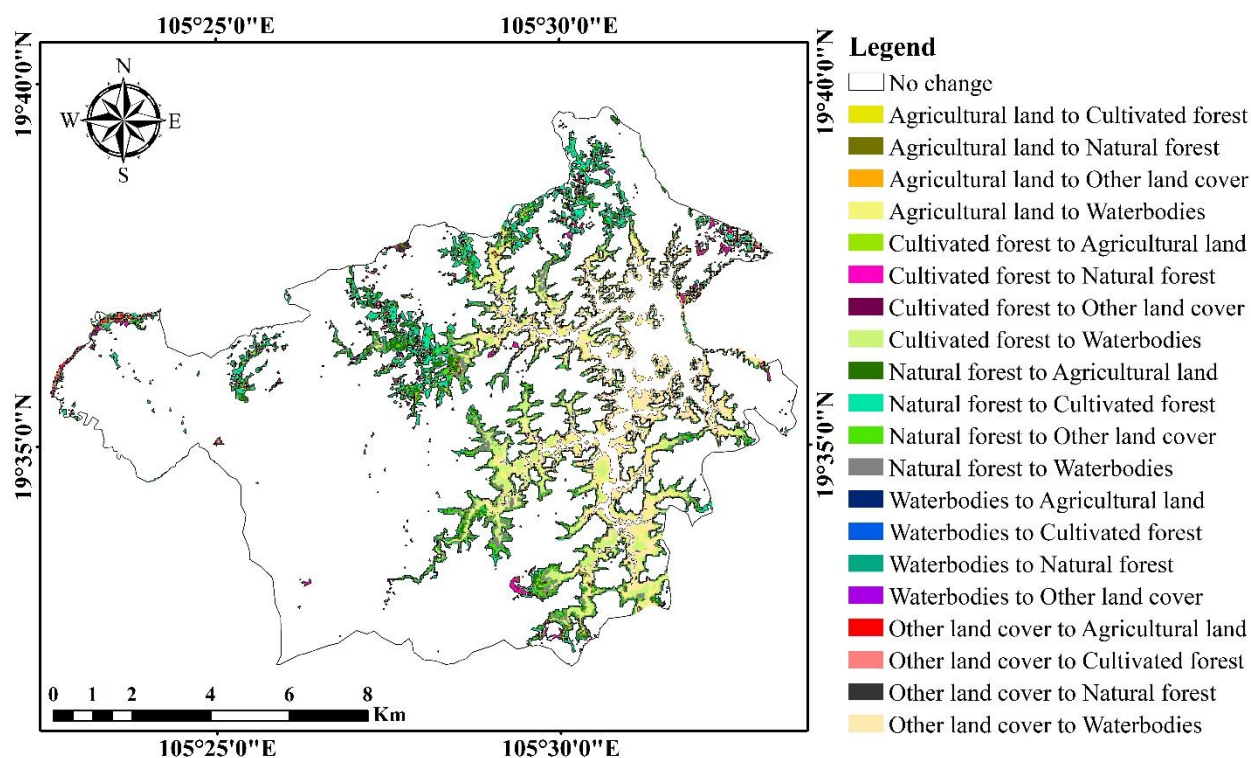 105°25'0"E 105°30'0"E
19°40'0"N 19°40'0"N
N
W E
S
19°35'0"N 19°35'0"N
0 1 2 4 6 8
Km
105°25'0"E 105°30'0"E
Legend
No change
Agricultural land to Cultivated forest
Agricultural land to Natural forest
Agricultural land to Other land cover
Agricultural land to Waterbodies
Cultivated forest to Agricultural land
Cultivated forest to Natural forest
Cultivated forest to Other land cover
Cultivated forest to Waterbodies
Natural forest to Agricultural land
Natural forest to Cultivated forest
Natural forest to Other land cover
Natural forest to Waterbodies
Waterbodies to Agricultural land
Waterbodies to Cultivated forest
Waterbodies to Natural forest
Waterbodies to Other land cover
Other land cover to Agricultural land
Other land cover to Cultivated forest
Other land cover to Natural forest
Other land cover to Waterbodies